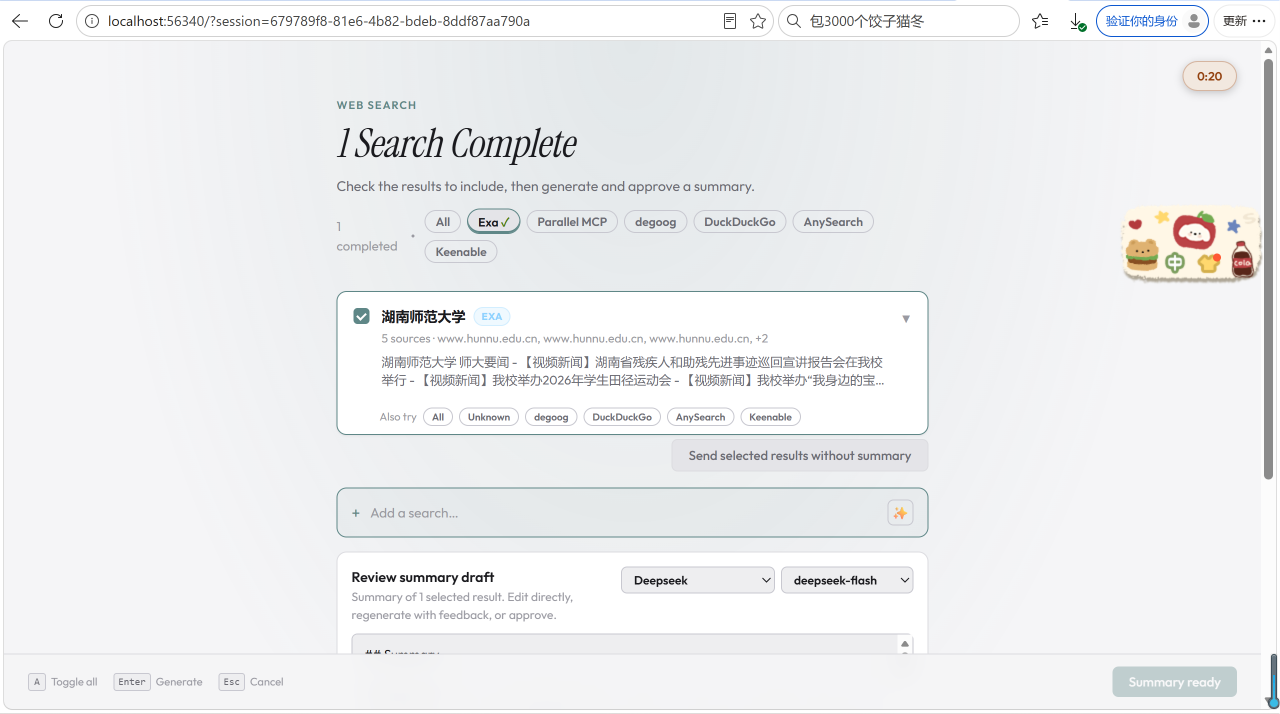 localhost:56340/?session=679789f8-81e6-4b82-bdeb-8ddf87aa790a
包3000个饺子猫冬
验证你的身份
更新
0:20
WEB SEARCH
1 Search Complete
Check the results to include, then generate and approve a summary.
1 completed
•
All
Exa ✓
Parallel MCP
degoog
DuckDuckGo
AnySearch
Keenable
湖南师范大学
EXA
▼
5 sources · www.hunnu.edu.cn, www.hunnu.edu.cn, www.hunnu.edu.cn, +2
湖南师范大学 师大要闻 - 【视频新闻】湖南省残疾人和助残先进事迹巡回宣讲报告会在我校
举行 - 【视频新闻】我校举办2026年学生田径运动会 - 【视频新闻】我校举办“我身边的宝...
Also try
All
Unknown
degoog
DuckDuckGo
AnySearch
Keenable
Send selected results without summary
+ Add a search...
Review summary draft
Deepseek
deepseek-flash
Summary of 1 selected result. Edit directly,
regenerate with feedback, or approve.
## Summary
A Toggle all
Enter Generate
Esc Cancel
Summary ready
中
cola